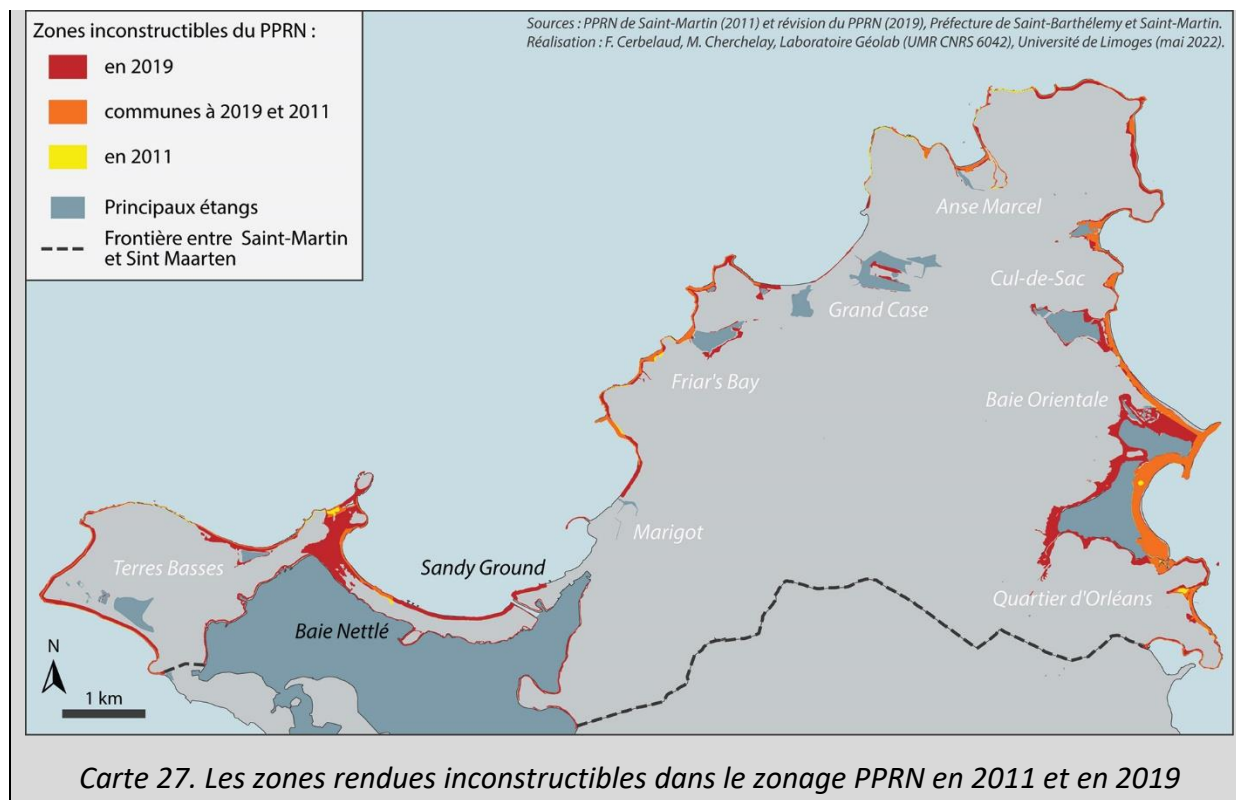 Sources : PPRN de Saint-Martin (2011) et révision du PPRN (2019), Préfecture de Saint-Barthélemy et Saint-Martin.
Réalisation : F. Cerbelaud, M. Cherchelay, Laboratoire Géolab (UMR CNRS 6042), Université de Limoges (mai 2022).
Zones inconstructibles du PPRN :
en 2019
communes à 2019 et 2011
en 2011
Principaux étangs
Frontière entre Saint-Martin
et Sint Maarten
Anse Marcel
Cul-de-Sac
Grand Case
Friar's Bay
Baie Orientale
Marigot
Sandy Ground
Terres Basses
Quartier d'Orléans
Baie Nettlé
N
1 km
Carte 27. Les zones rendues inconstructibles dans le zonage PPRN en 2011 et en 2019